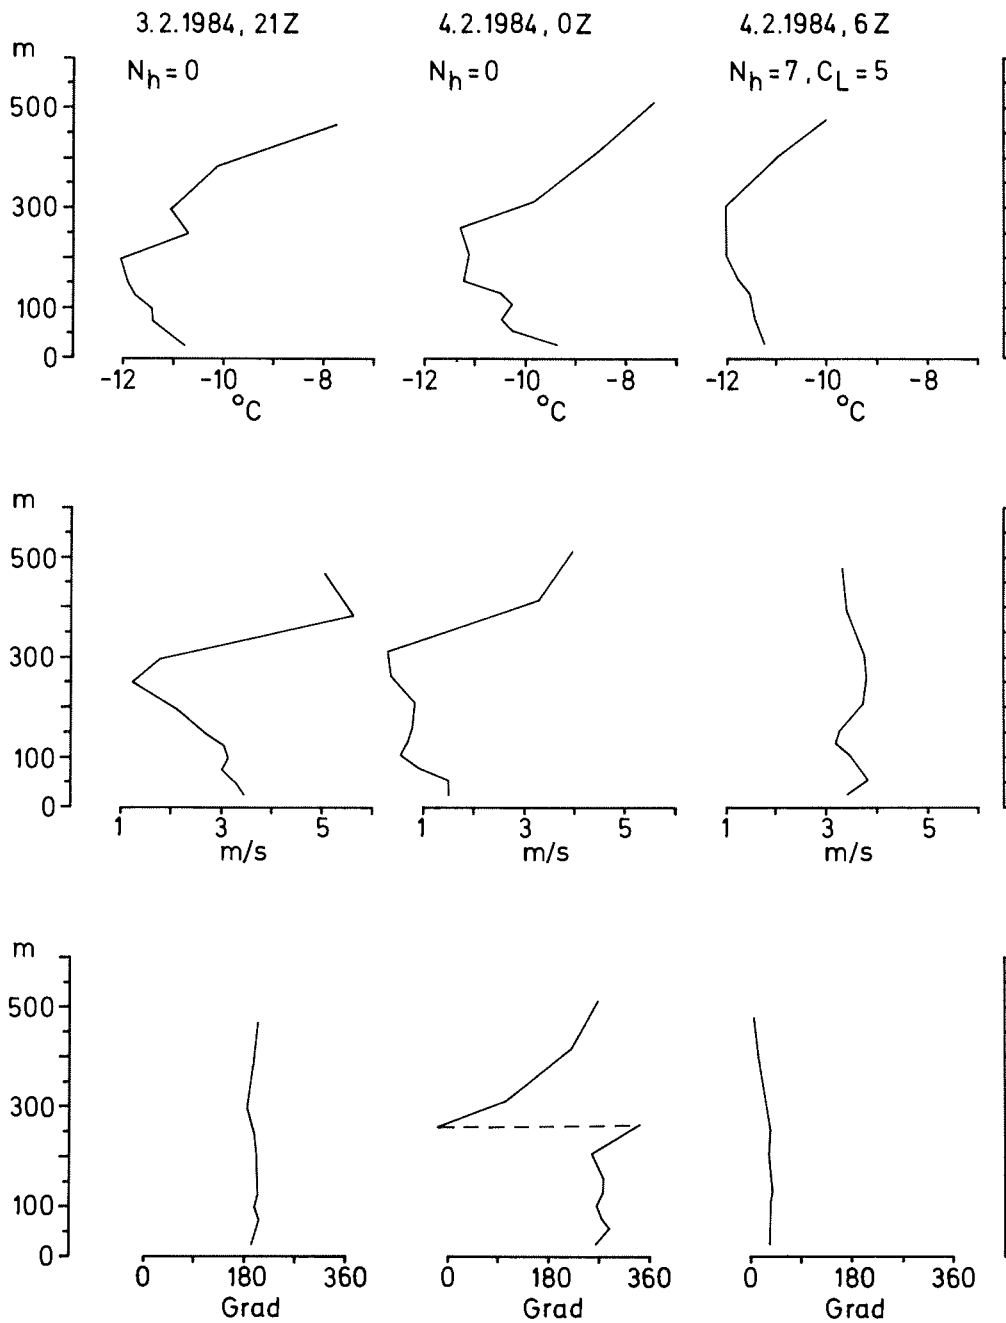 3.2.1984, 21Z 4.2.1984, 0Z 4.2.1984, 6Z
m
N_h=0 N_h=0 N_h=7, C_L=5
500
300
100
0
-12 -10 -8 -12 -10 -8 -12 -10 -8
°C °C °C
m
500
300
100
0
1 3 5 1 3 5 1 3 5
m/s m/s m/s
m
500
300
100
0
0 180 360 0 180 360 0 180 360
Grad Grad Grad